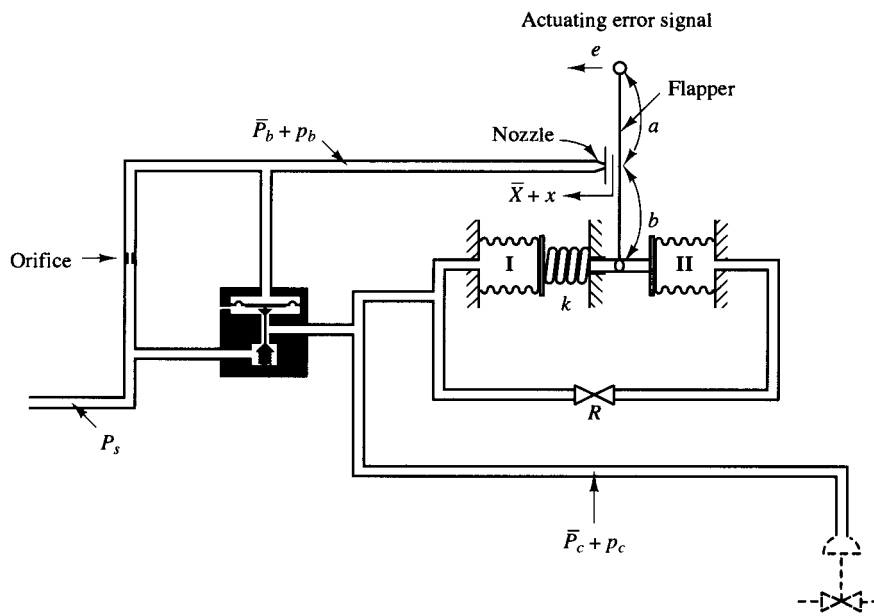 Actuating error signal
e
Flapper
a
P̄b + pb
Nozzle
X̄ + x
b
Orifice
I
II
k
R
Ps
P̄c + pc